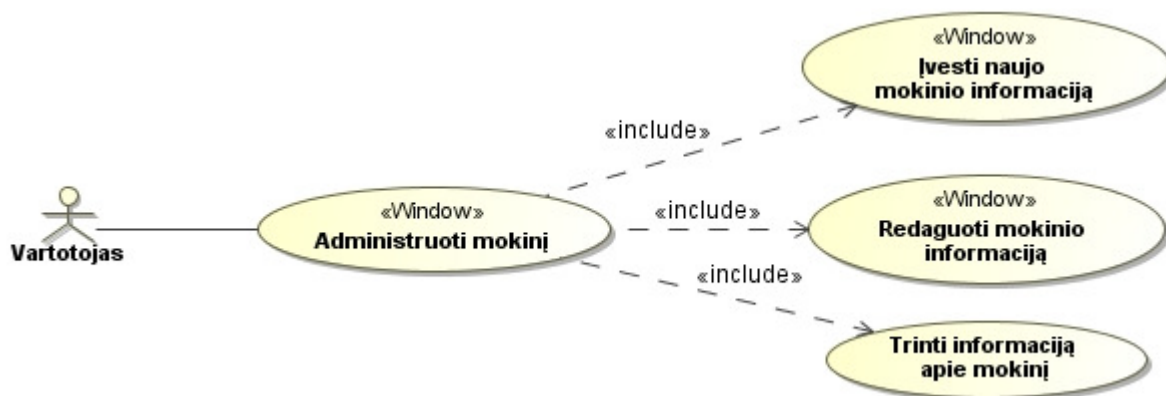 «Window»
Įvesti naujo
mokinio informaciją
«include»
Vartotojas
«Window»
Administruoti mokinį
«include»
«Window»
Redaguoti mokinio
informaciją
«include»
Trinti informaciją
apie mokinį